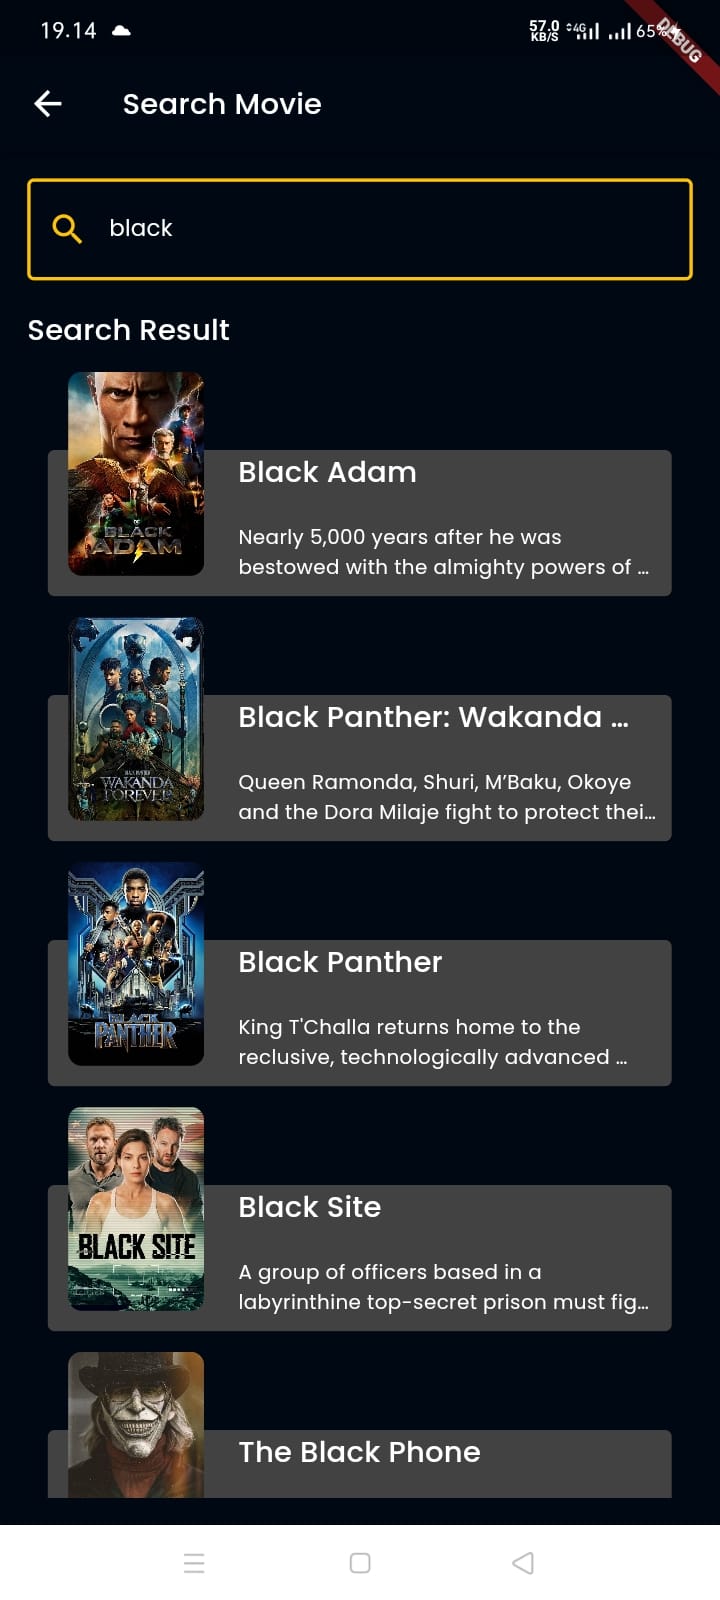 19.14
57.0
KB/S
4G
65%
DEBUG
Search Movie
black
Search Result
BLACK
ADAM
Black Adam
Nearly 5,000 years after he was
bestowed with the almighty powers of ...
WAKANDA
FOREVER
Black Panther: Wakanda ...
Queen Ramonda, Shuri, M’Baku, Okoye
and the Dora Milaje fight to protect thei...
BLACK
PANTHER
Black Panther
King T'Challa returns home to the
reclusive, technologically advanced ...
BLACK SITE
Black Site
A group of officers based in a
labyrinthine top-secret prison must fig...
The Black Phone